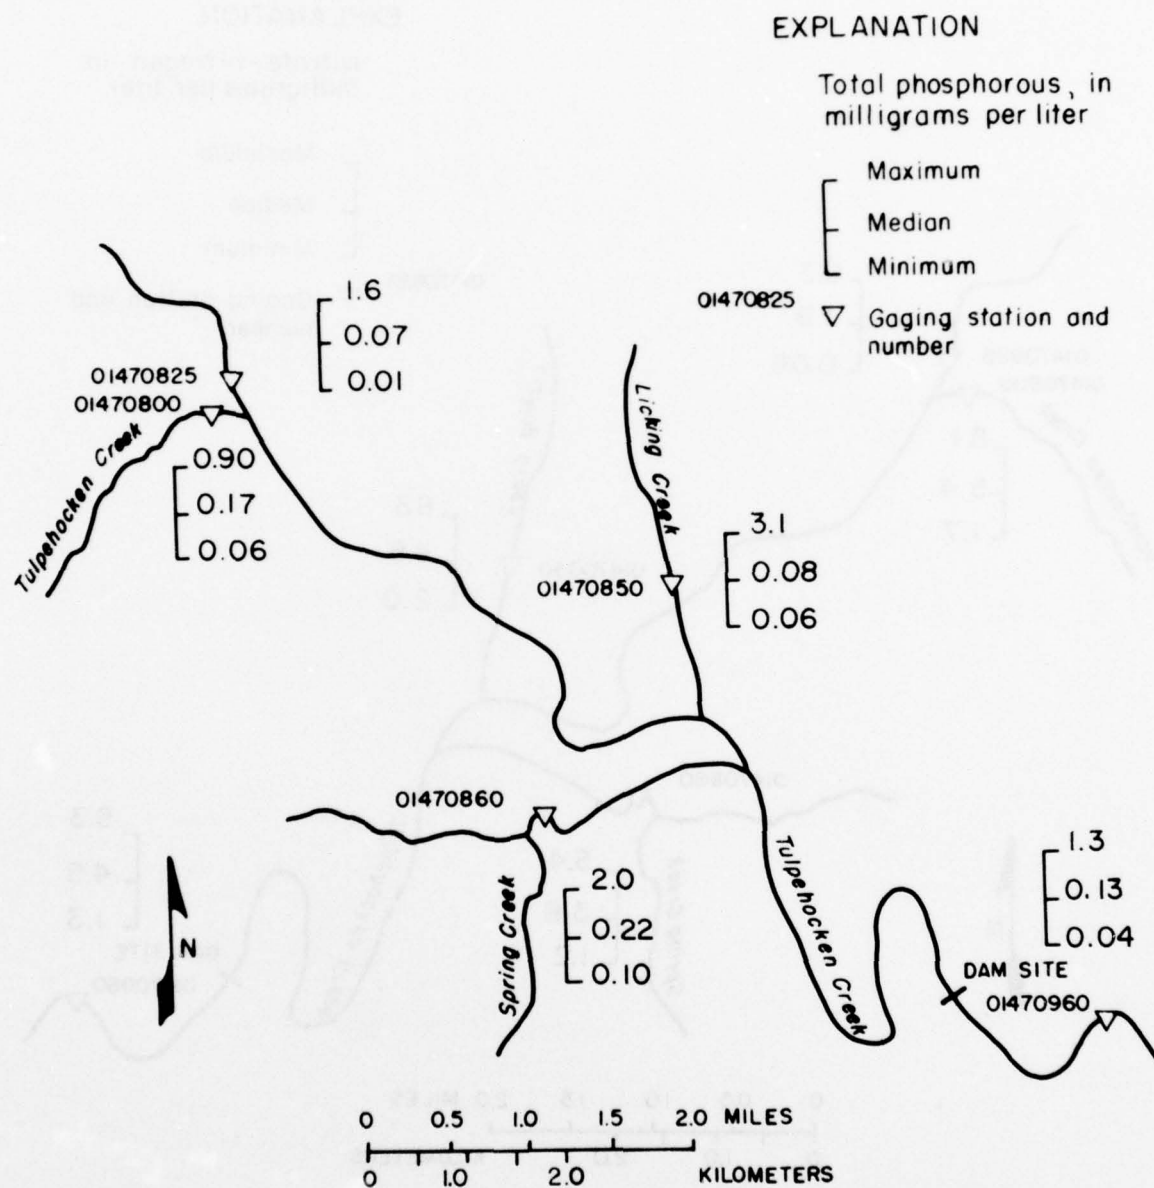 EXPLANATION
Total phosphorous, in
milligrams per liter
Maximum
Median
Minimum
01470825
Gaging station and
number
1.6
0.07
0.01
01470825
01470800
Tulpehocken Creek
0.90
0.17
0.06
Licking Creek
01470850
3.1
0.08
0.06
01470860
Spring Creek
2.0
0.22
0.10
Tulpehocken Creek
1.3
0.13
0.04
DAM SITE
01470960
N
0 0.5 1.0 1.5 2.0 MILES
0 1.0 2.0 KILOMETERS